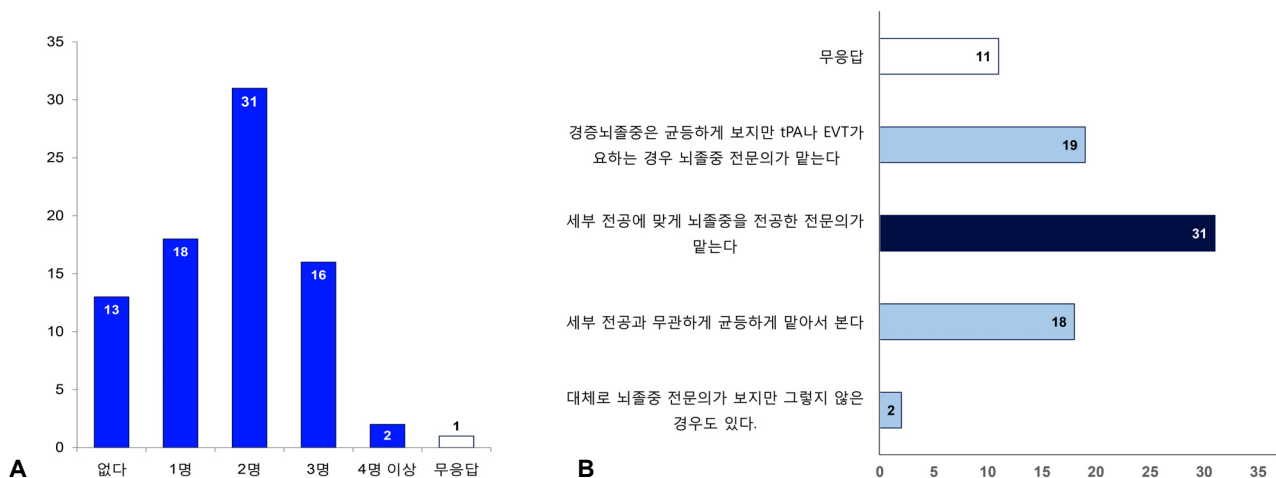 35
30
25
20
15
10
5
0
13
18
31
16
2
1
없다
1명
2명
3명
4명 이상
무응답
A
무응답
11
경증뇌졸중은 균등하게 보지만 tPA나 EVT가
요하는 경우 뇌졸중 전문의가 맡는다
19
세부 전공에 맞게 뇌졸중을 전공한 전문의가
맡는다
31
세부 전공과 무관하게 균등하게 맡아서 본다
18
대체로 뇌졸중 전문의가 보지만 그렇지 않은
경우도 있다.
2
0
5
10
15
20
25
30
35
B